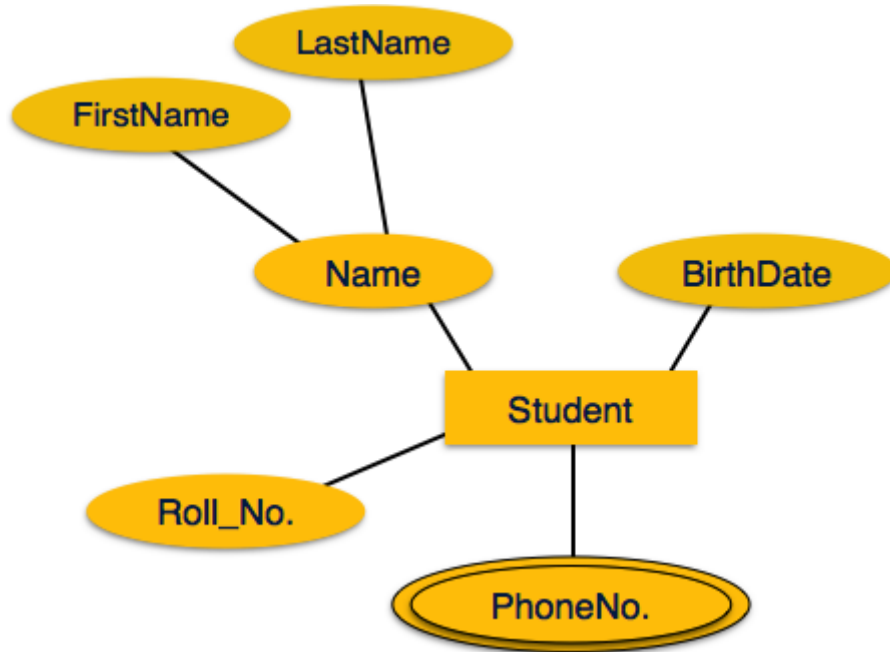 LastName
FirstName
Name
BirthDate
Student
Roll_No.
PhoneNo.